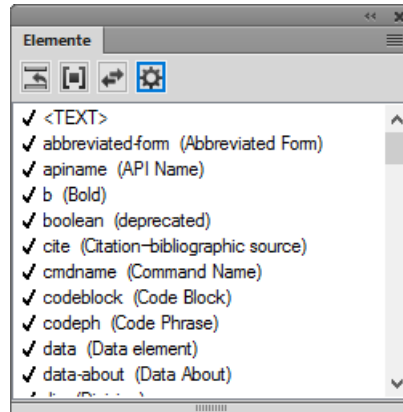 Elemente
<TEXT>
abbreviated-form (Abbreviated Form)
apiname (API Name)
b (Bold)
boolean (deprecated)
cite (Citation-bibliographic source)
cmdname (Command Name)
codeblock (Code Block)
codeph (Code Phrase)
data (Data element)
data-about (Data About)